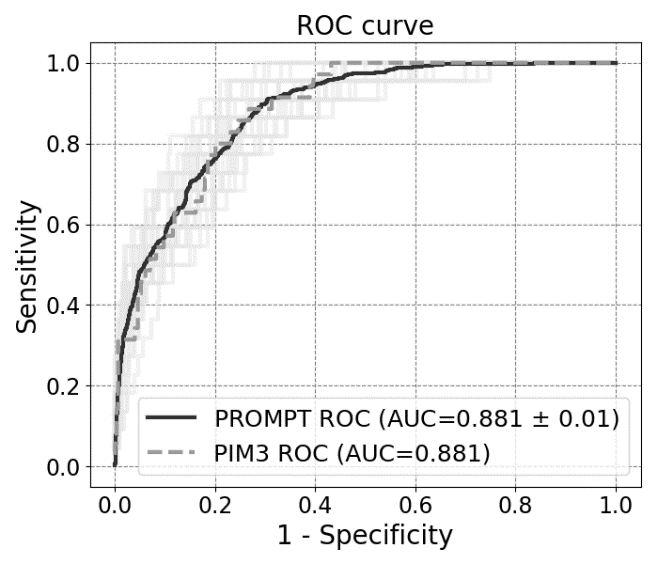 ROC curve
1.0
0.8
0.6
0.4
0.2
0.0
Sensitivity
PROMPT ROC (AUC=0.881 ± 0.01)
PIM3 ROC (AUC=0.881)
0.0 0.2 0.4 0.6 0.8 1.0
1 - Specificity